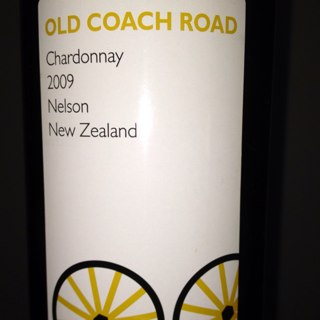 OLD COACH ROAD
Chardonnay
2009
Nelson
New Zealand